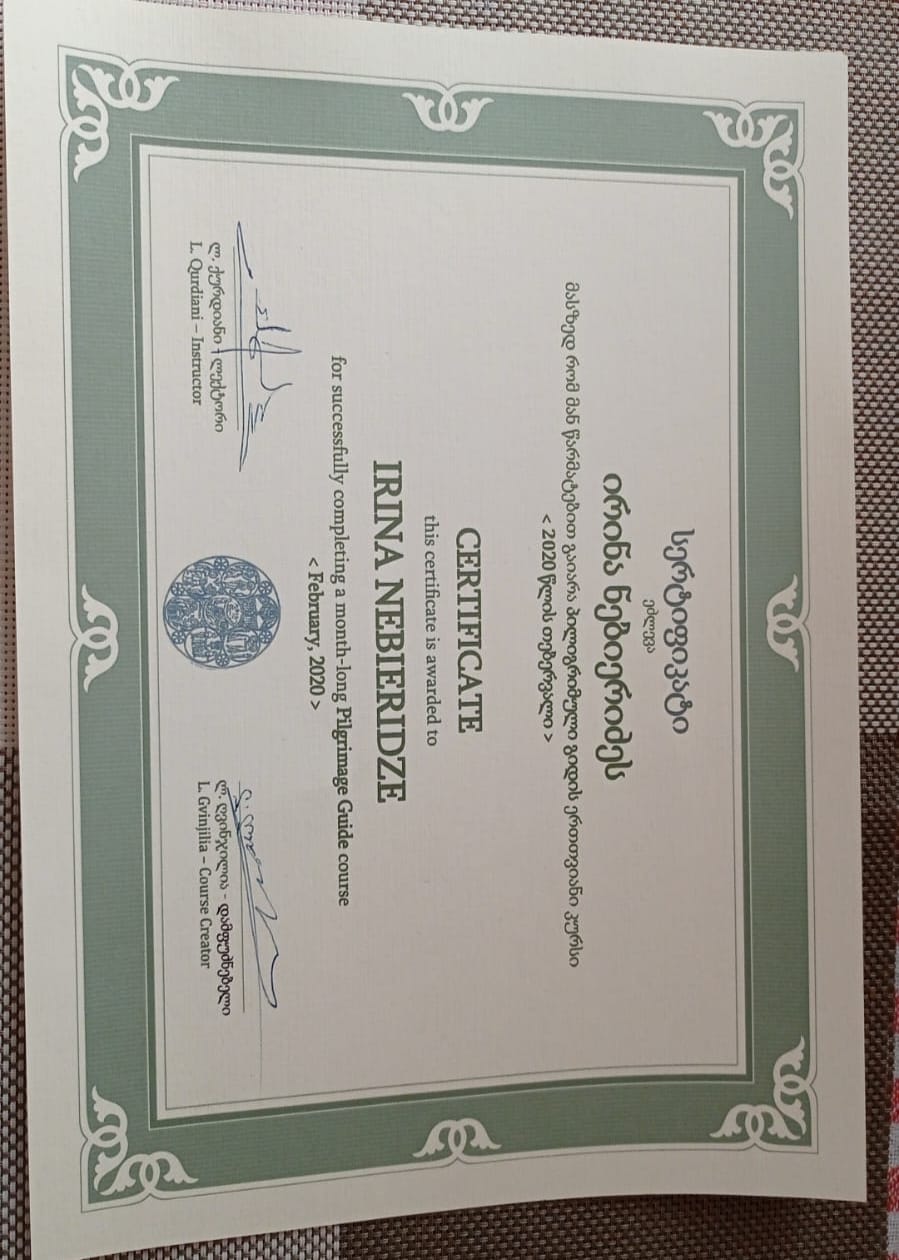 სერტიფიკატი
ეძლევა
ირინა ნებიერიძეს
მასზედ რომ მან წარმატებით გაიარა პილიგრიმული გიდის ერთთვიანი კურსი
< 2020 წლის თებერვალი >
CERTIFICATE
this certificate is awarded to
IRINA NEBIERIDZE
for successfully completing a month-long Pilgrimage Guide course
< February, 2020 >
ლ. ქურდიანი - ლექტორი
L. Qurdiani – Instructor
ლ. ღვინჯილია - დამფუძნებელი
L. Gvinjilia – Course Creator